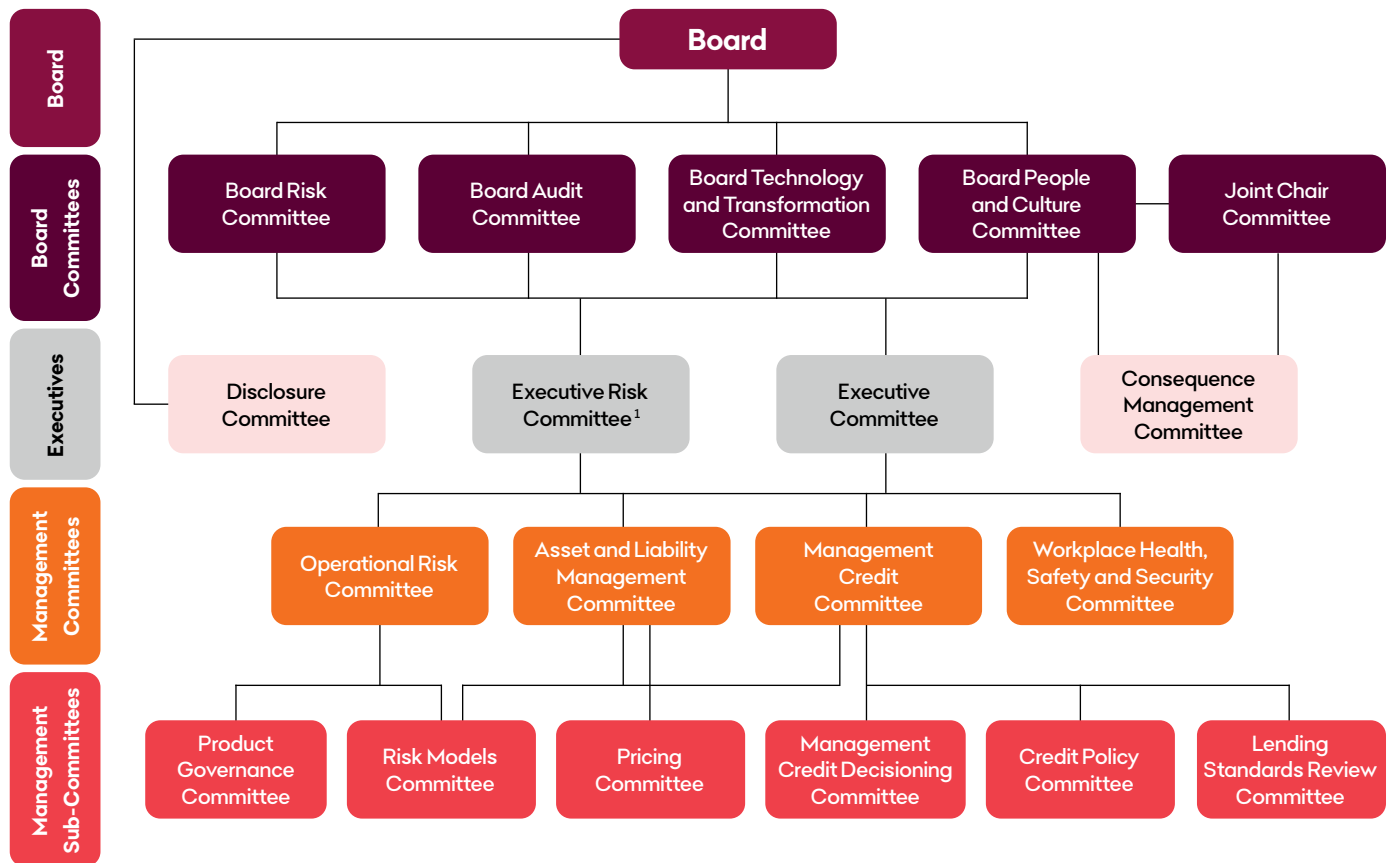 Board
Board
Board
Committees
Board Risk
Committee
Board Audit
Committee
Board Technology
and Transformation
Committee
Board People
and Culture
Committee
Joint Chair
Committee
Executives
Disclosure
Committee
Executive Risk
Committee¹
Executive
Committee
Consequence
Management
Committee
Management
Committees
Operational Risk
Committee
Asset and Liability
Management
Committee
Management
Credit
Committee
Workplace Health,
Safety and Security
Committee
Management
Sub-Committees
Product
Governance
Committee
Risk Models
Committee
Pricing
Committee
Management
Credit Decisioning
Committee
Credit Policy
Committee
Lending
Standards Review
Committee